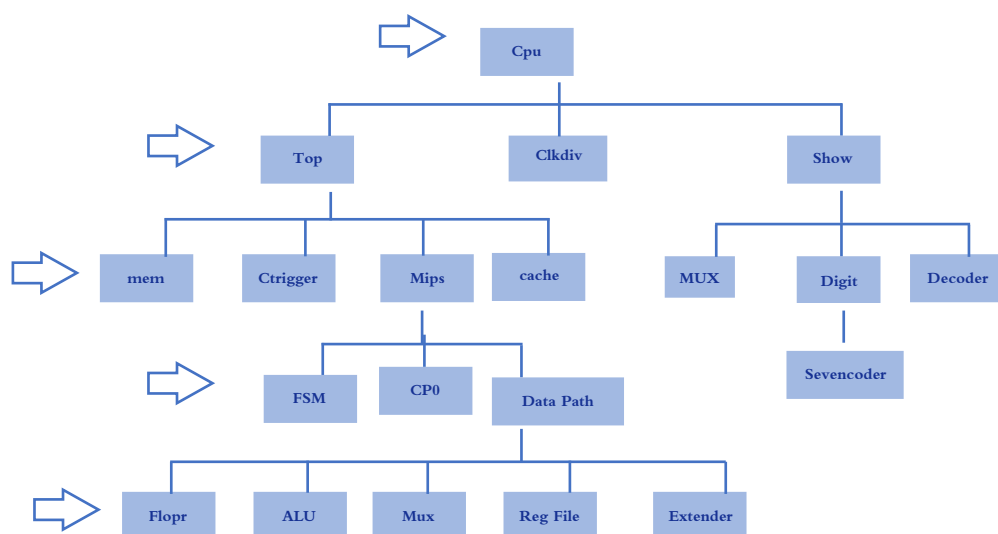 Cpu
Top
Clkdiv
Show
mem
Ctrigger
Mips
cache
MUX
Digit
Decoder
FSM
CP0
Data Path
Sevencoder
Flopr
ALU
Mux
Reg File
Extender